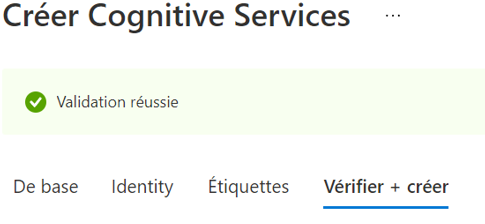 Créer Cognitive Services ...
Validation réussie
De base Identity Étiquettes Vérifier + créer